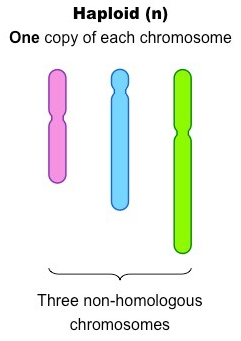 Haploid (n)
One copy of each chromosome
Three non-homologous
chromosomes